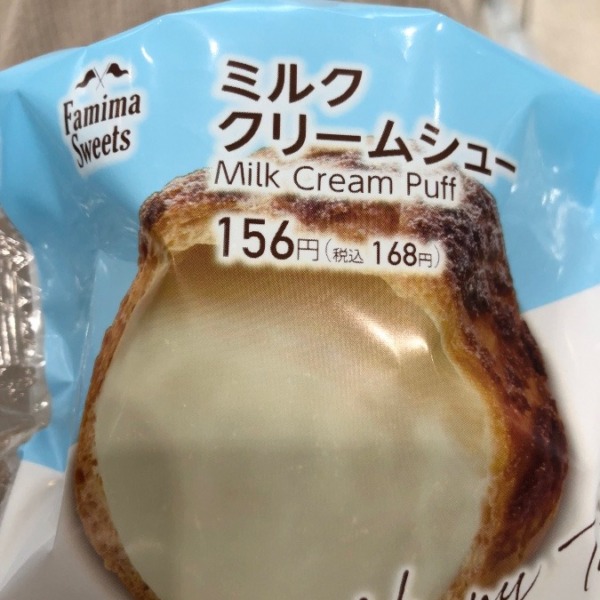 Famima
Sweets
ミルク
クリームシュー
Milk Cream Puff
156円(税込 168円)